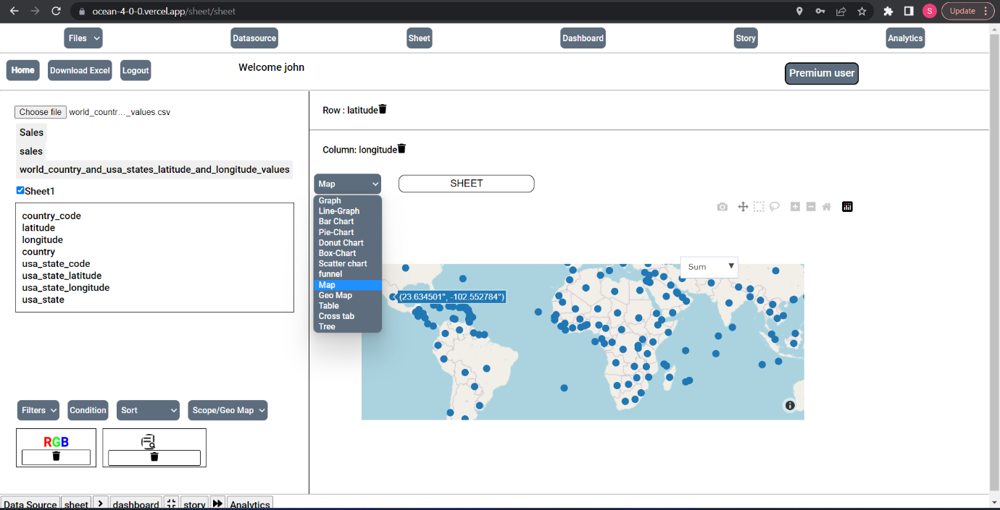 ocean-4-0-0.vercel.app/sheet/sheet
S
Update
Files
Datasource
Sheet
Dashboard
Story
Analytics
Home
Download Excel
Logout
Welcome john
Premium user
Choose file world_countr..._values.csv
Sales
sales
world_country_and_usa_states_latitude_and_longitude_values
Sheet1
country_code
latitude
longitude
country
usa_state_code
usa_state_latitude
usa_state_longitude
usa_state
Filters
Condition
Sort
Scope/Geo Map
RGB
Row : latitude
Column: longitude
Map
SHEET
Graph
Line-Graph
Bar Chart
Pie-Chart
Donut Chart
Box-Chart
Scatter chart
funnel
Map
Geo Map
Table
Cross tab
Tree
Sum
(23.634501°, -102.552784°)
Data Source
sheet
dashboard
story
Analytics